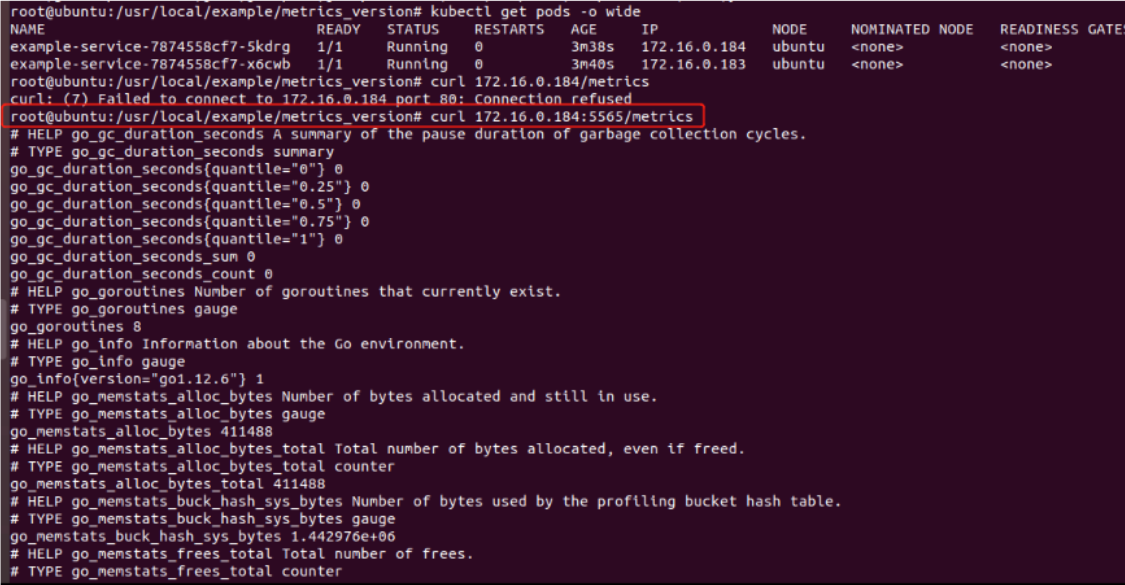 root@ubuntu:/usr/local/example/metrics_version# kubectl get pods -o wide
NAME READY STATUS RESTARTS AGE IP NODE NOMINATED NODE READINESS GATES
example-service-7874558cf7-5kdrg 1/1 Running 0 3m38s 172.16.0.184 ubuntu <none> <none>
example-service-7874558cf7-x6cwb 1/1 Running 0 3m40s 172.16.0.183 ubuntu <none> <none>
root@ubuntu:/usr/local/example/metrics_version# curl 172.16.0.184/metrics
curl: (7) Failed to connect to 172.16.0.184 port 80: Connection refused
root@ubuntu:/usr/local/example/metrics_version# curl 172.16.0.184:5565/metrics
# HELP go_gc_duration_seconds A summary of the pause duration of garbage collection cycles.
# TYPE go_gc_duration_seconds summary
go_gc_duration_seconds{quantile="0"} 0
go_gc_duration_seconds{quantile="0.25"} 0
go_gc_duration_seconds{quantile="0.5"} 0
go_gc_duration_seconds{quantile="0.75"} 0
go_gc_duration_seconds{quantile="1"} 0
go_gc_duration_seconds_sum 0
go_gc_duration_seconds_count 0
# HELP go_goroutines Number of goroutines that currently exist.
# TYPE go_goroutines gauge
go_goroutines 8
# HELP go_info Information about the Go environment.
# TYPE go_info gauge
go_info{version="go1.12.6"} 1
# HELP go_memstats_alloc_bytes Number of bytes allocated and still in use.
# TYPE go_memstats_alloc_bytes gauge
go_memstats_alloc_bytes 411488
# HELP go_memstats_alloc_bytes_total Total number of bytes allocated, even if freed.
# TYPE go_memstats_alloc_bytes_total counter
go_memstats_alloc_bytes_total 411488
# HELP go_memstats_buck_hash_sys_bytes Number of bytes used by the profiling bucket hash table.
# TYPE go_memstats_buck_hash_sys_bytes gauge
go_memstats_buck_hash_sys_bytes 1.442976e+06
# HELP go_memstats_frees_total Total number of frees.
# TYPE go_memstats_frees_total counter